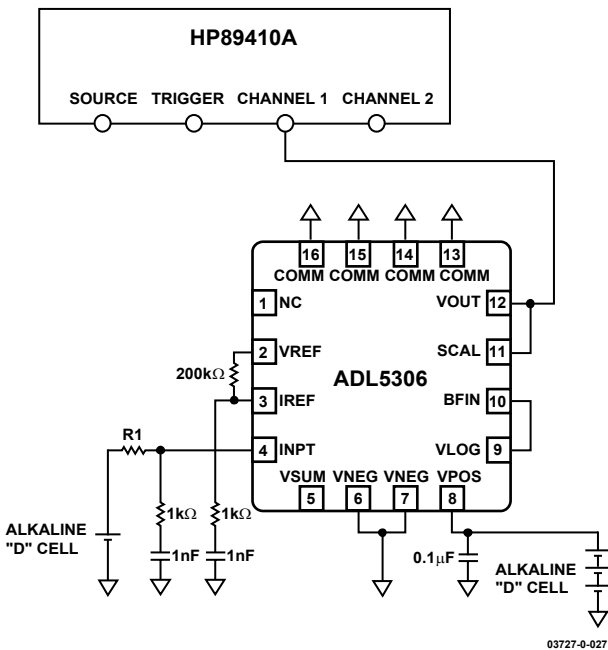 HP89410A
SOURCE TRIGGER CHANNEL 1 CHANNEL 2
16 15 14 13
COMM COMM COMM COMM
1 NC
VOUT 12
2 VREF
200kΩ
SCAL 11
ADL5306
3 IREF
BFIN 10
R1
4 INPT
VLOG 9
VSUM VNEG VNEG VPOS
5 6 7 8
1kΩ 1kΩ
ALKALINE
"D" CELL
1nF 1nF
0.1μF
ALKALINE
"D" CELL
03727-0-027